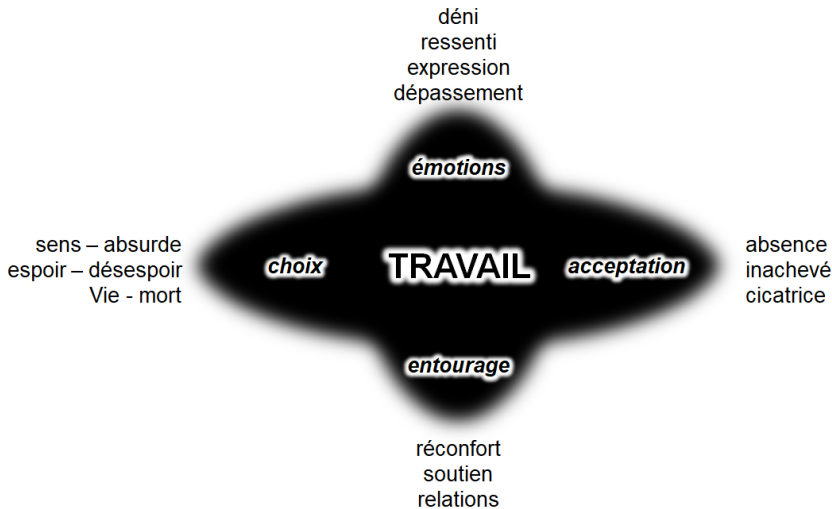 déni
ressenti
expression
dépassement
émotions
sens – absurde
espoir – désespoir
Vie - mort
choix
TRAVAIL
acceptation
absence
inachevé
cicatrice
entourage
réconfort
soutien
relations